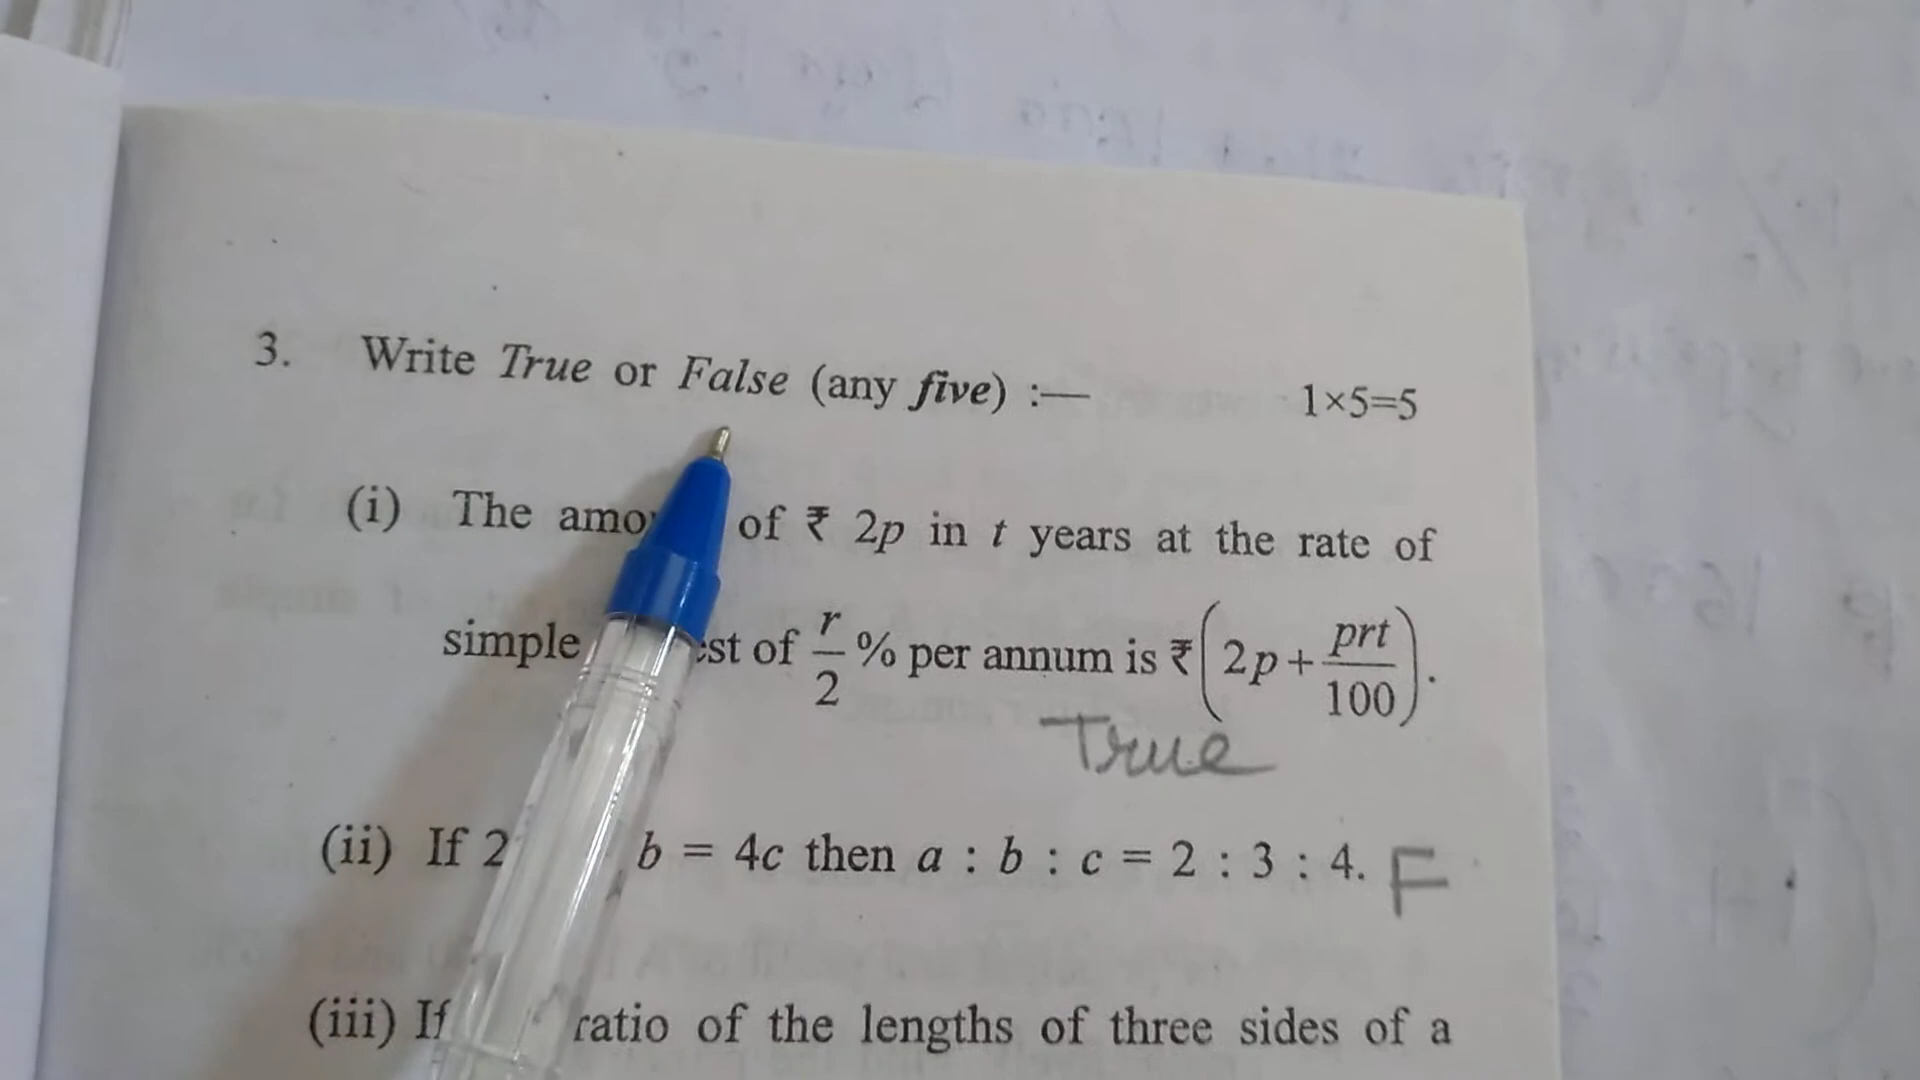 3. Write True or False (any five) :— 1×5=5
(i) The amo of ₹ 2p in t years at the rate of
simple est of r/2 % per annum is ₹ (2p + prt/100).
True
(ii) If 2 b = 4c then a : b : c = 2 : 3 : 4. F
(iii) If ratio of the lengths of three sides of a